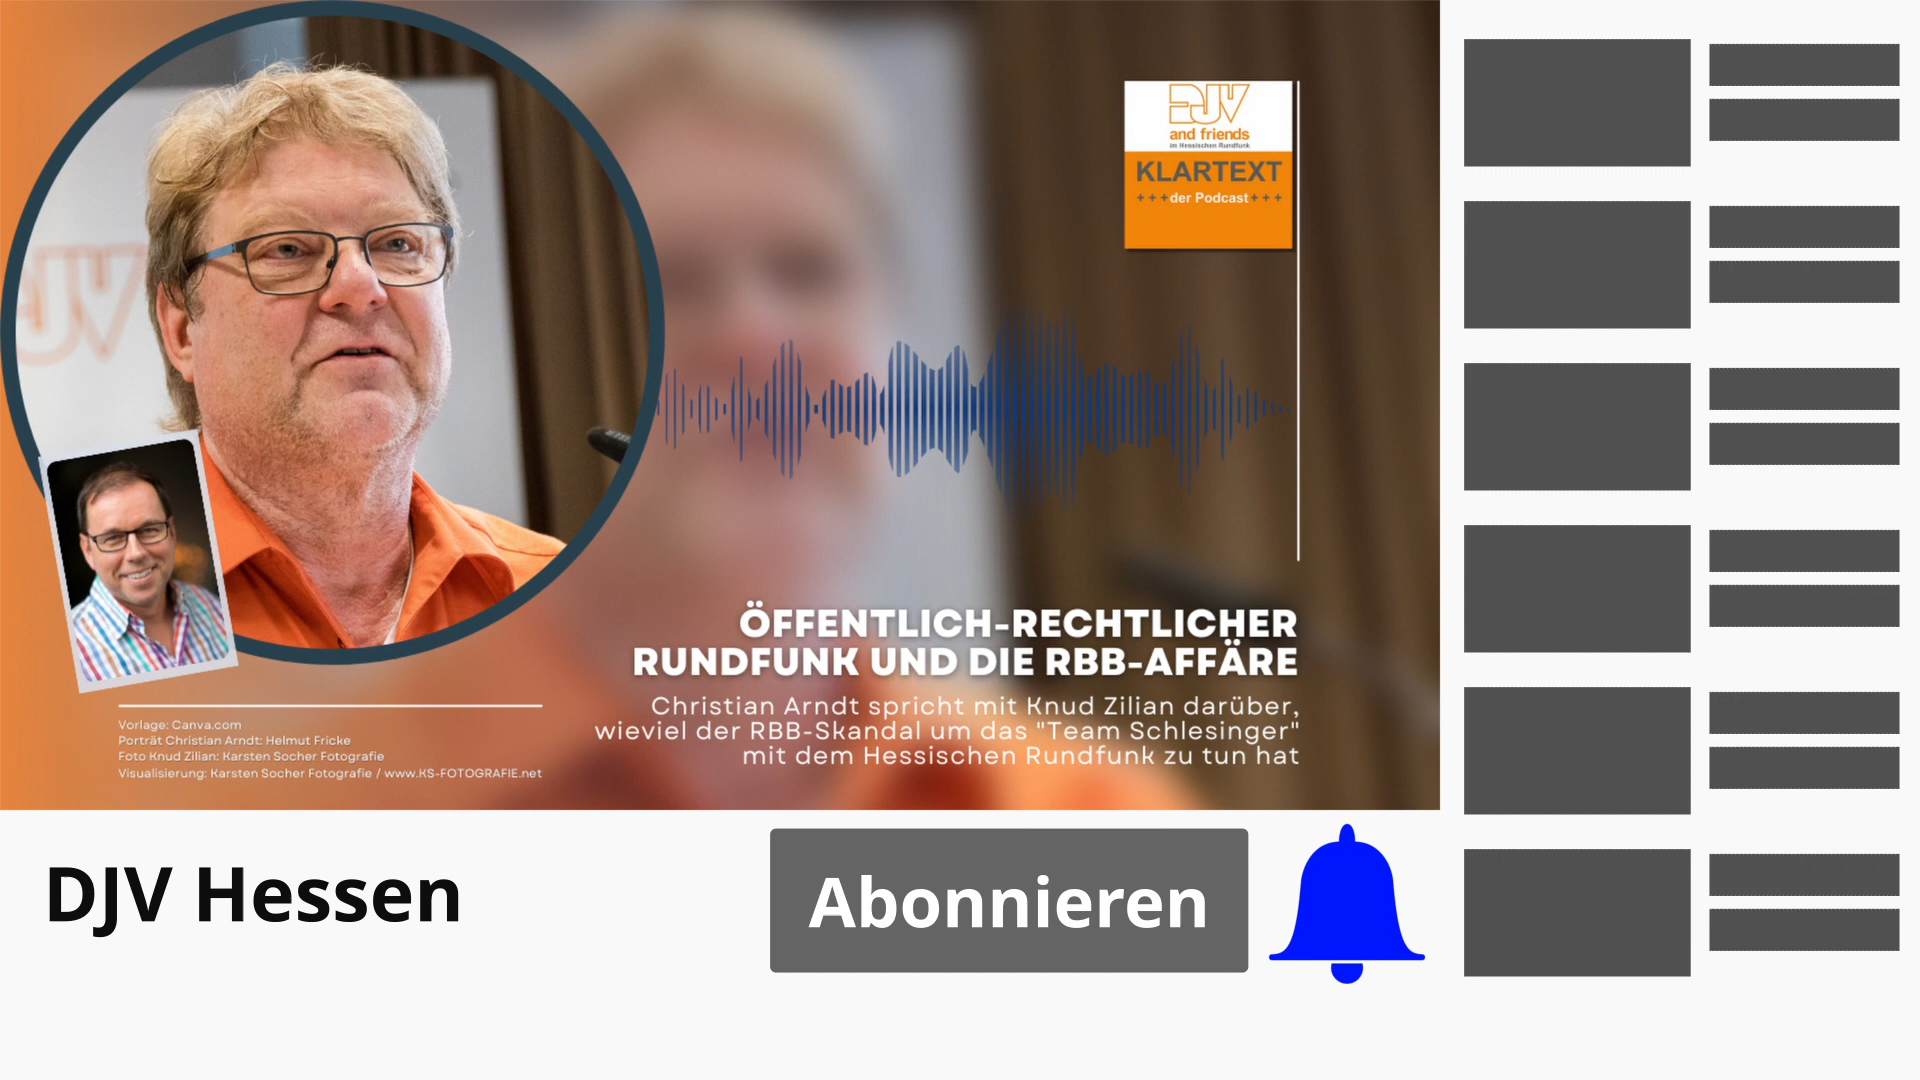 DJV
DJV
and friends
im Hessischen Rundfunk
KLARTEXT
+++der Podcast+++
ÖFFENTLICH-RECHTLICHER
RUNDFUNK UND DIE RBB-AFFÄRE
Christian Arndt spricht mit Knud Zilian darüber,
wieviel der RBB-Skandal um das "Team Schlesinger"
mit dem Hessischen Rundfunk zu tun hat
Vorlage: Canva.com
Porträt Christian Arndt: Helmut Fricke
Foto Knud Zilian: Karsten Socher Fotografie
Visualisierung: Karsten Socher Fotografie / www.KS-FOTOGRAFIE.net
DJV Hessen
Abonnieren